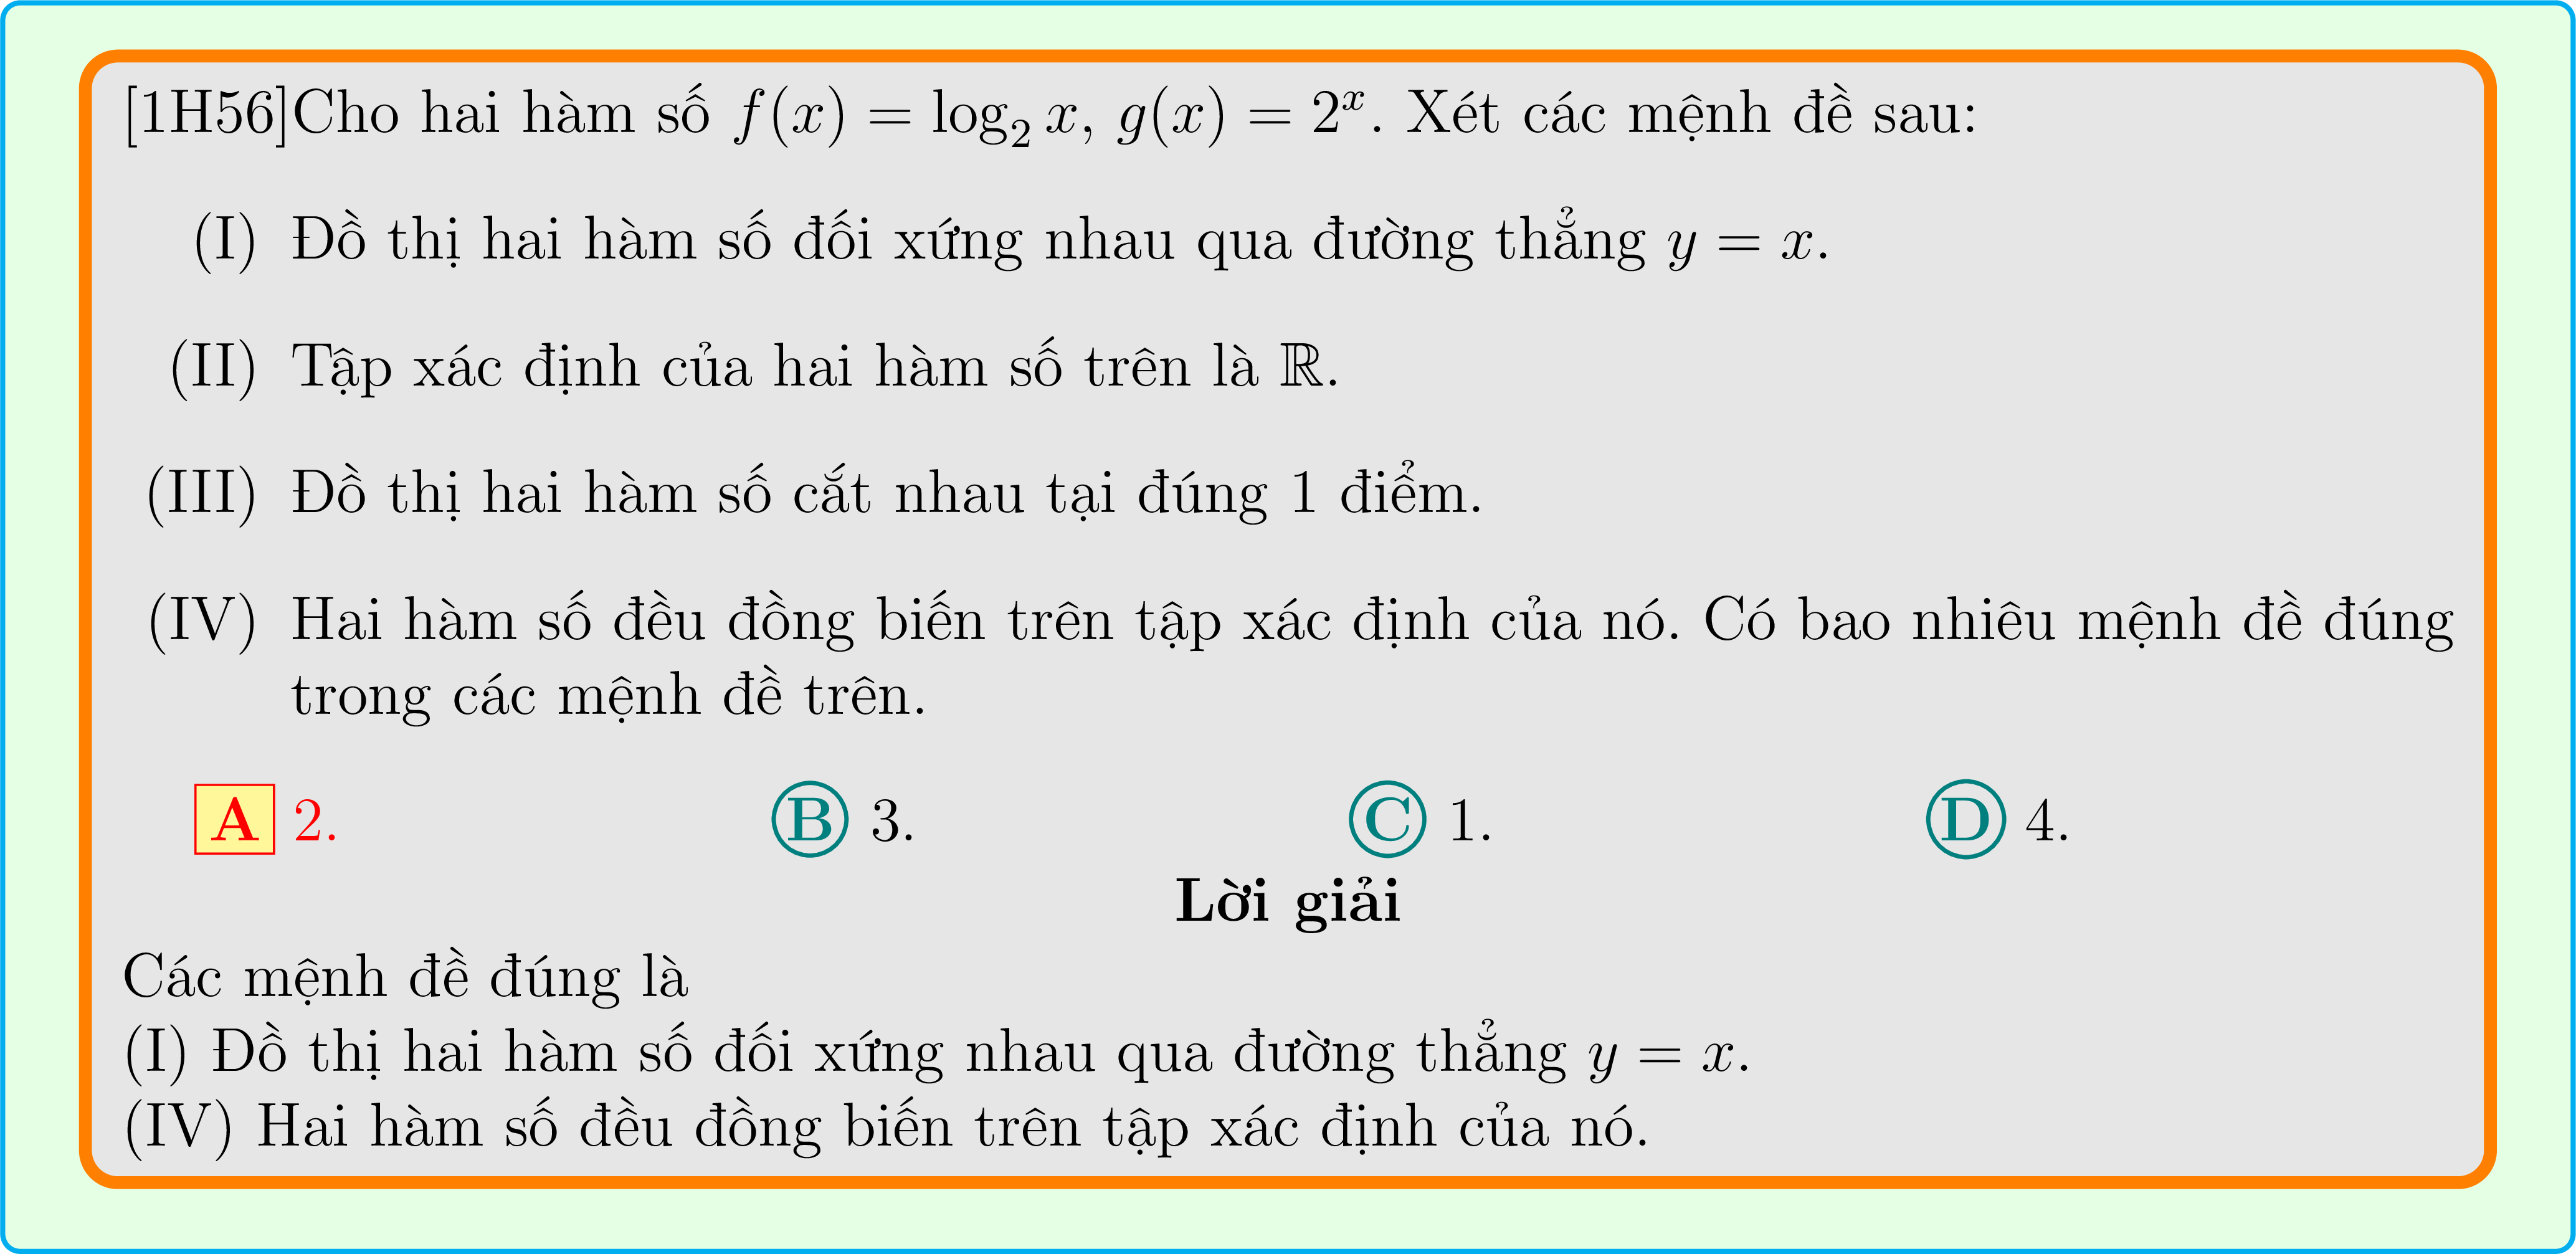 [1H56]Cho hai hàm số f(x) = log₂ x, g(x) = 2ˣ. Xét các mệnh đề sau:
(I) Đồ thị hai hàm số đối xứng nhau qua đường thẳng y = x.
(II) Tập xác định của hai hàm số trên là ℝ.
(III) Đồ thị hai hàm số cắt nhau tại đúng 1 điểm.
(IV) Hai hàm số đều đồng biến trên tập xác định của nó. Có bao nhiêu mệnh đề đúng
trong các mệnh đề trên.
A 2. B 3. C 1. D 4.
Lời giải
Các mệnh đề đúng là
(I) Đồ thị hai hàm số đối xứng nhau qua đường thẳng y = x.
(IV) Hai hàm số đều đồng biến trên tập xác định của nó.